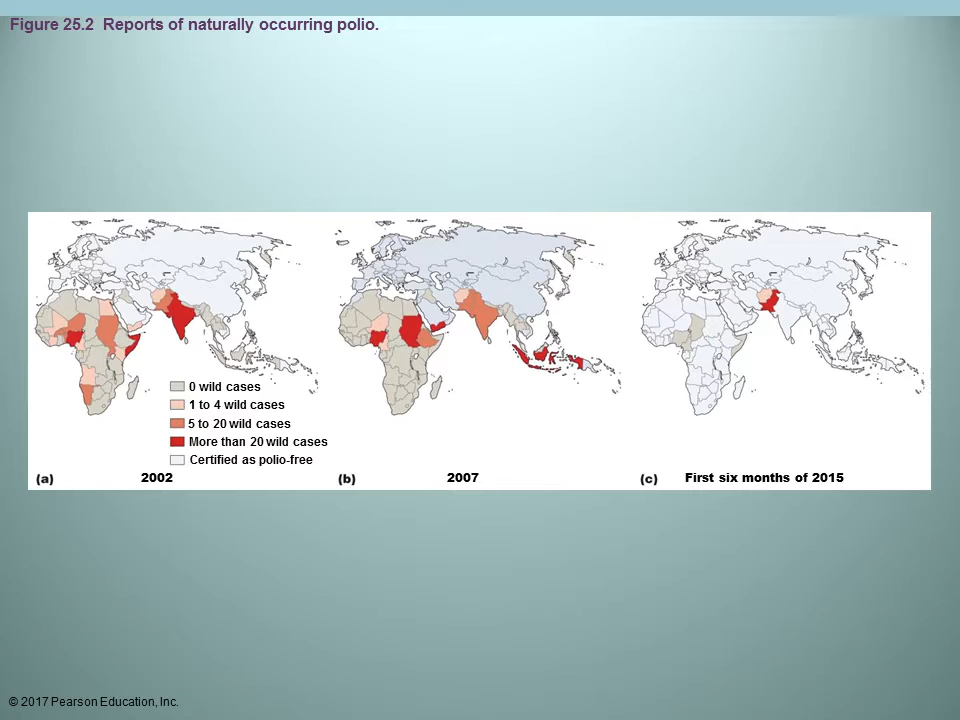 Figure 25.2 Reports of naturally occurring polio.
0 wild cases
1 to 4 wild cases
5 to 20 wild cases
More than 20 wild cases
Certified as polio-free
(a) 2002
(b) 2007
(c) First six months of 2015
© 2017 Pearson Education, Inc.